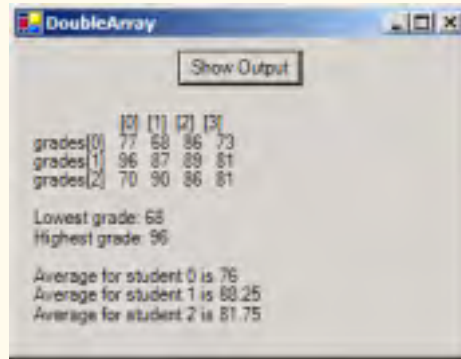 DoubleArray
Show Output
[0] [1] [2] [3]
grades[0] 77 68 86 73
grades[1] 96 87 89 81
grades[2] 70 90 86 81
Lowest grade: 68
Highest grade: 96
Average for student 0 is 76
Average for student 1 is 88.25
Average for student 2 is 81.75